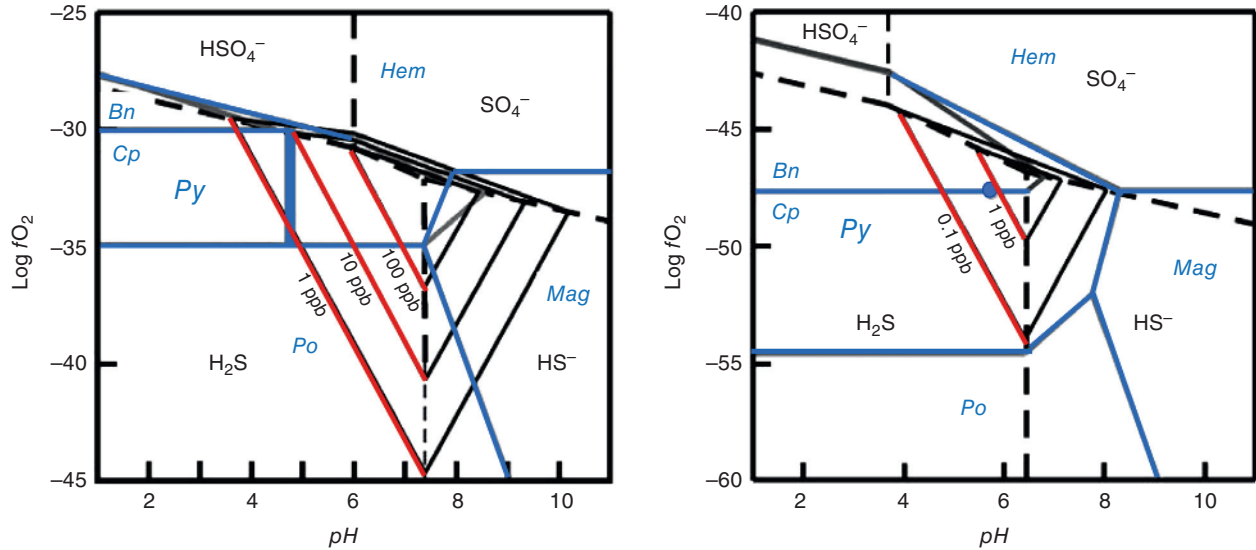 −25
−30
−35
−40
−45
Log fO2
HSO4−
Hem
SO4−
Bn
Cp
Py
1 ppb
10 ppb
100 ppb
Mag
Po
H2S
HS−
2
4
6
8
10
pH
−40
−45
−50
−55
−60
Log fO2
HSO4−
Hem
SO4−
Bn
Cp
Py
0.1 ppb
1 ppb
Mag
H2S
HS−
Po
2
4
6
8
10
pH